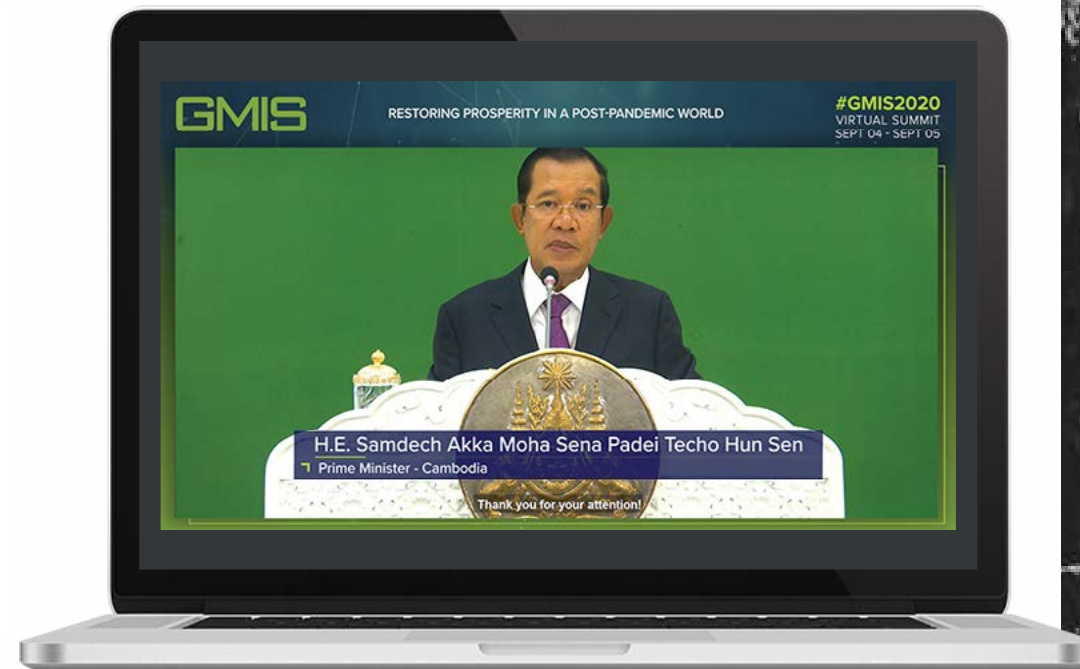 GMIS
RESTORING PROSPERITY IN A POST-PANDEMIC WORLD
#GMIS2020
VIRTUAL SUMMIT
SEPT 04 - SEPT 05
H.E. Samdech Akka Moha Sena Padei Techo Hun Sen
Prime Minister - Cambodia
Thank you for your attention!